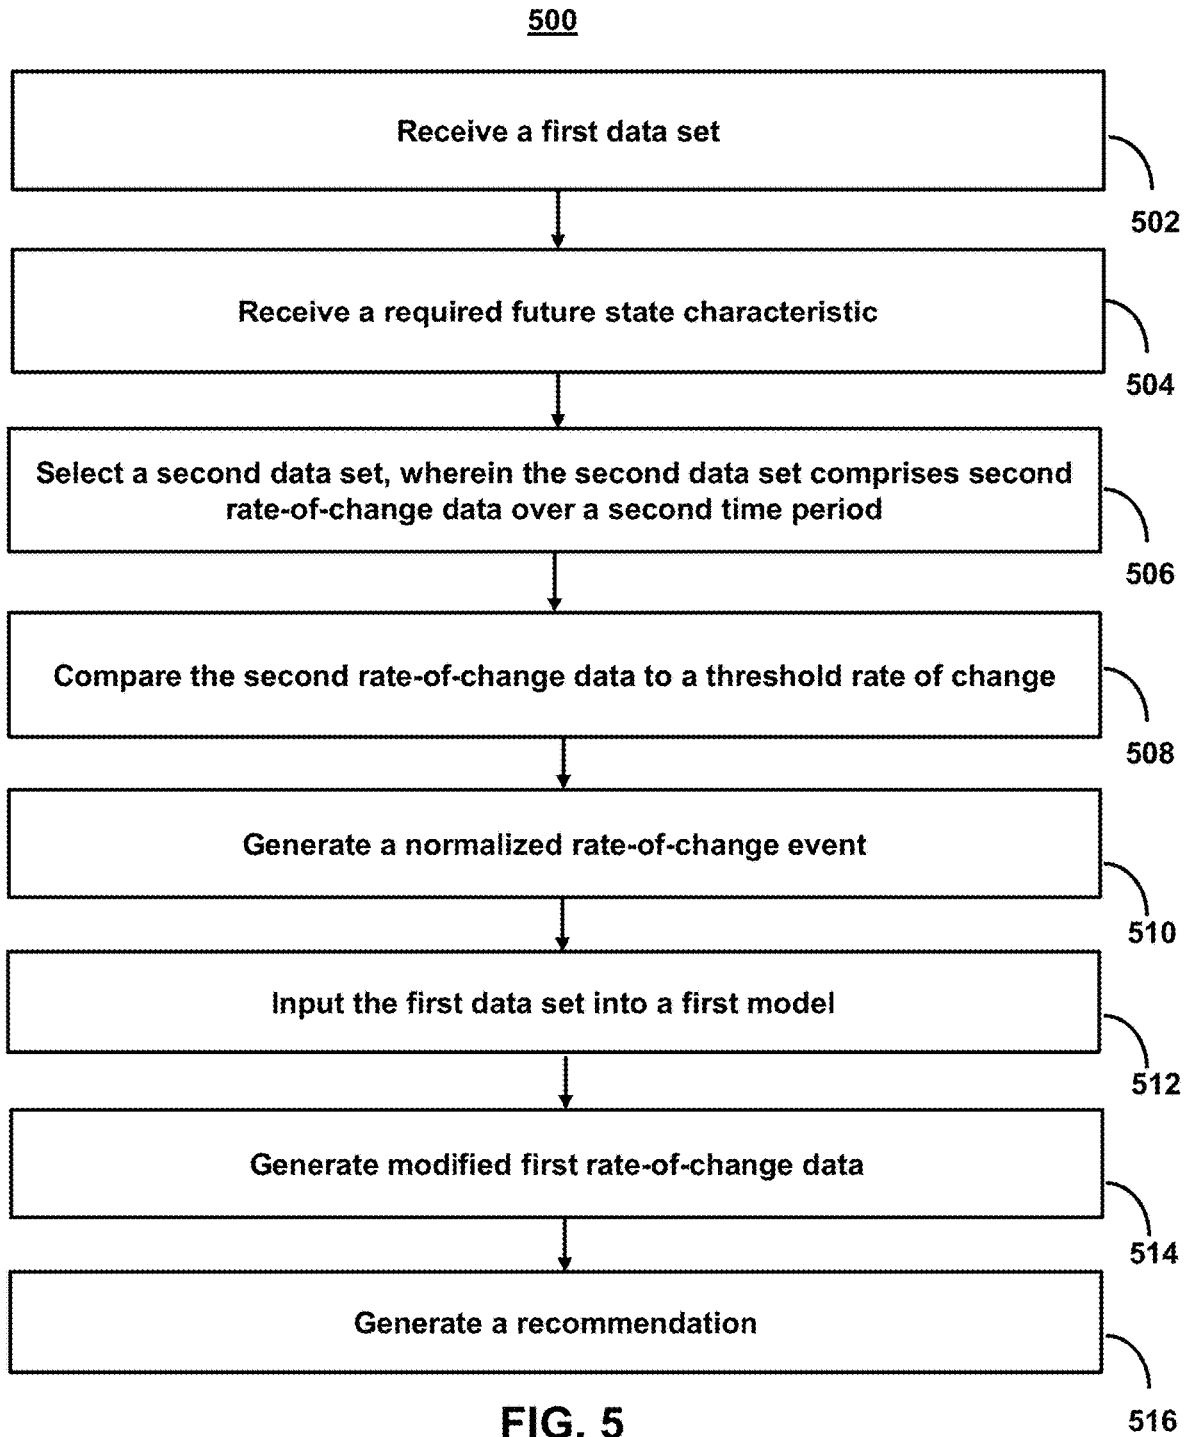 500
Receive a first data set
502
Receive a required future state characteristic
504
Select a second data set, wherein the second data set comprises second
rate-of-change data over a second time period
506
Compare the second rate-of-change data to a threshold rate of change
508
Generate a normalized rate-of-change event
510
Input the first data set into a first model
512
Generate modified first rate-of-change data
514
Generate a recommendation
516
FIG. 5